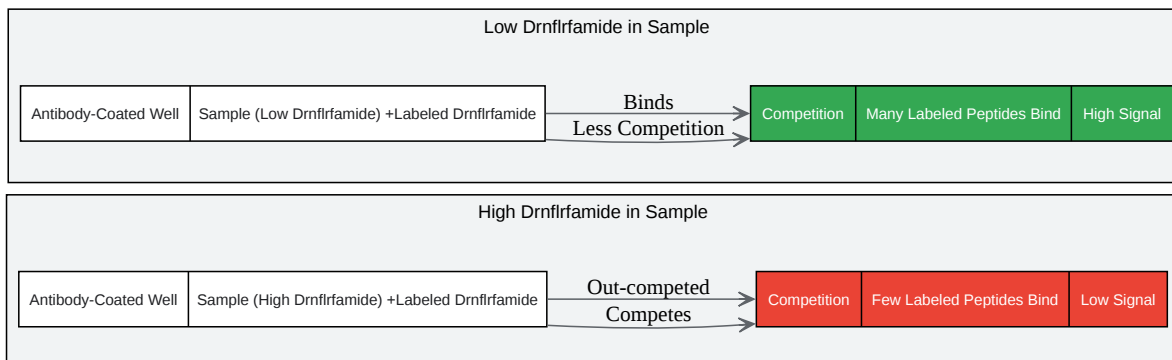 Low Drnflrfamide in Sample
Antibody-Coated Well
Sample (Low Drnflrfamide) +Labeled Drnflrfamide
Binds
Less Competition
Competition
Many Labeled Peptides Bind
High Signal
High Drnflrfamide in Sample
Antibody-Coated Well
Sample (High Drnflrfamide) +Labeled Drnflrfamide
Out-competed
Competes
Competition
Few Labeled Peptides Bind
Low Signal